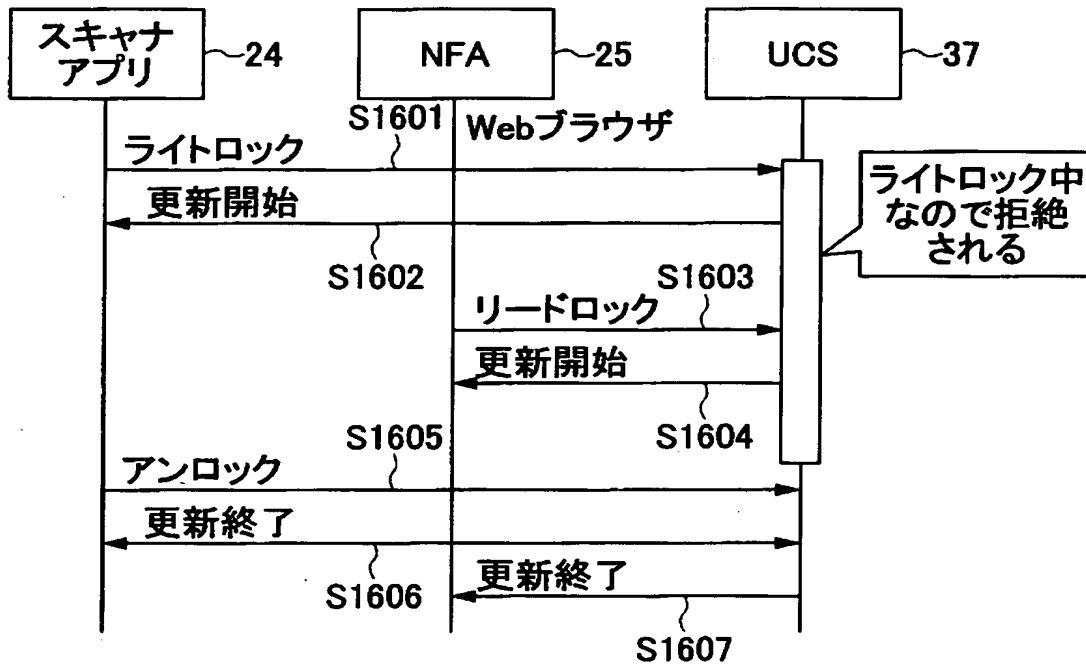 スキャナ
アプリ
24
NFA
25
UCS
37
S1601
Webブラウザ
ライトロック
ライトロック中
なので拒絶
される
更新開始
S1602
S1603
リードロック
更新開始
S1604
S1605
アンロック
更新終了
S1606
更新終了
S1607